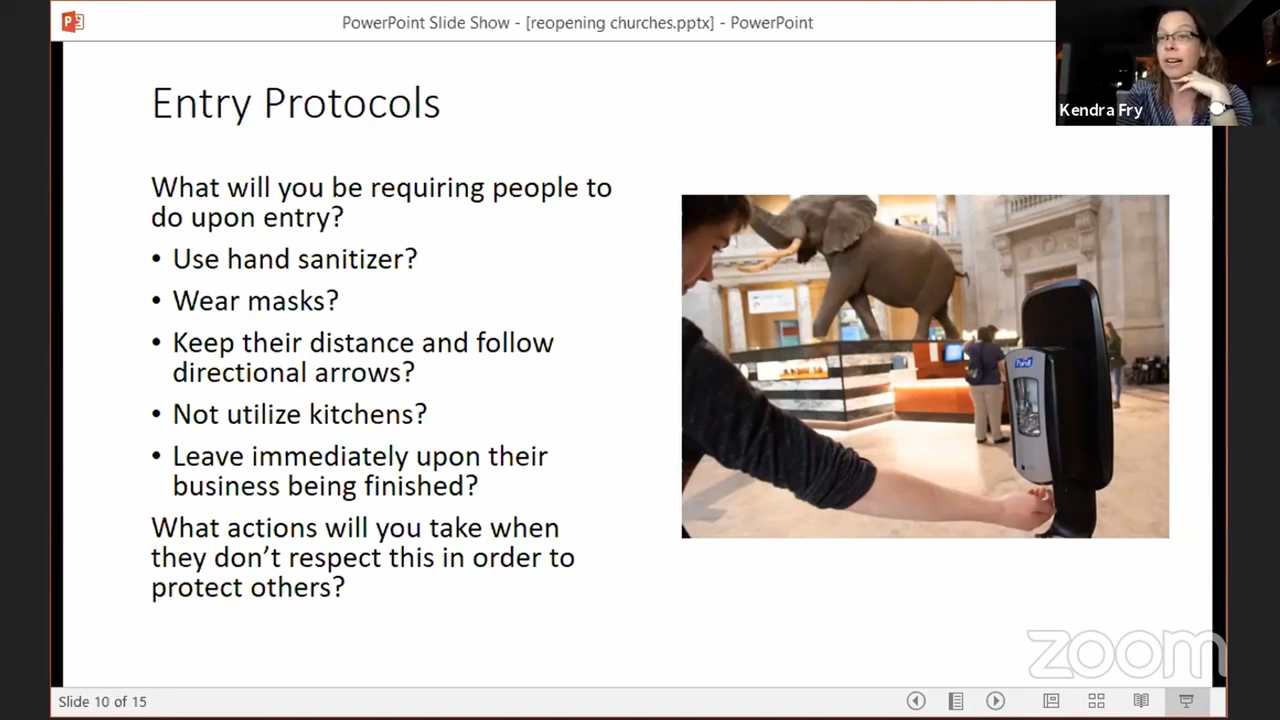 PowerPoint Slide Show - [reopening churches.pptx] - PowerPoint
Kendra Fry
Entry Protocols
What will you be requiring people to
do upon entry?
• Use hand sanitizer?
• Wear masks?
• Keep their distance and follow
directional arrows?
• Not utilize kitchens?
• Leave immediately upon their
business being finished?
What actions will you take when
they don’t respect this in order to
protect others?
Purell
zoom
Slide 10 of 15